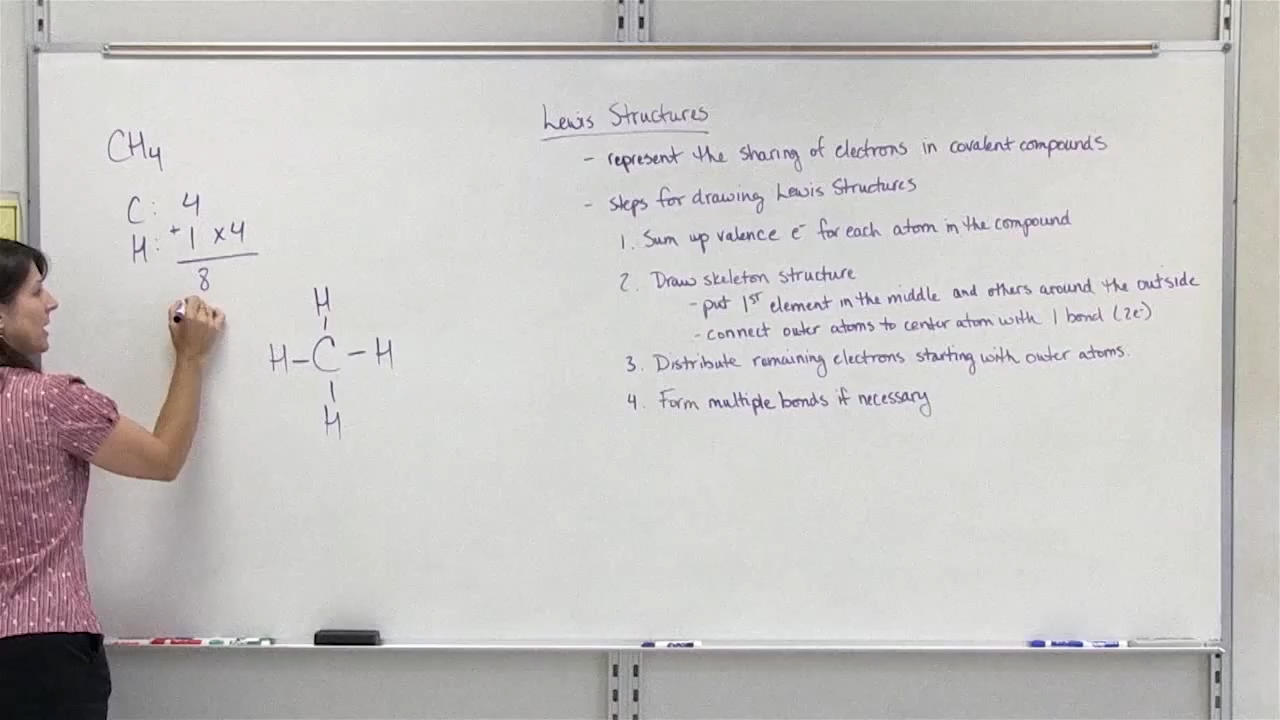 CH4
C: 4
H: + 1 x 4
8
H
H – C – H
H
Lewis Structures
- represent the sharing of electrons in covalent compounds
- steps for drawing Lewis Structures
1. Sum up valence e⁻ for each atom in the compound
2. Draw skeleton structure
- put 1st element in the middle and others around the outside
- connect outer atoms to center atom with 1 bond (2e⁻)
3. Distribute remaining electrons starting with outer atoms.
4. Form multiple bonds if necessary